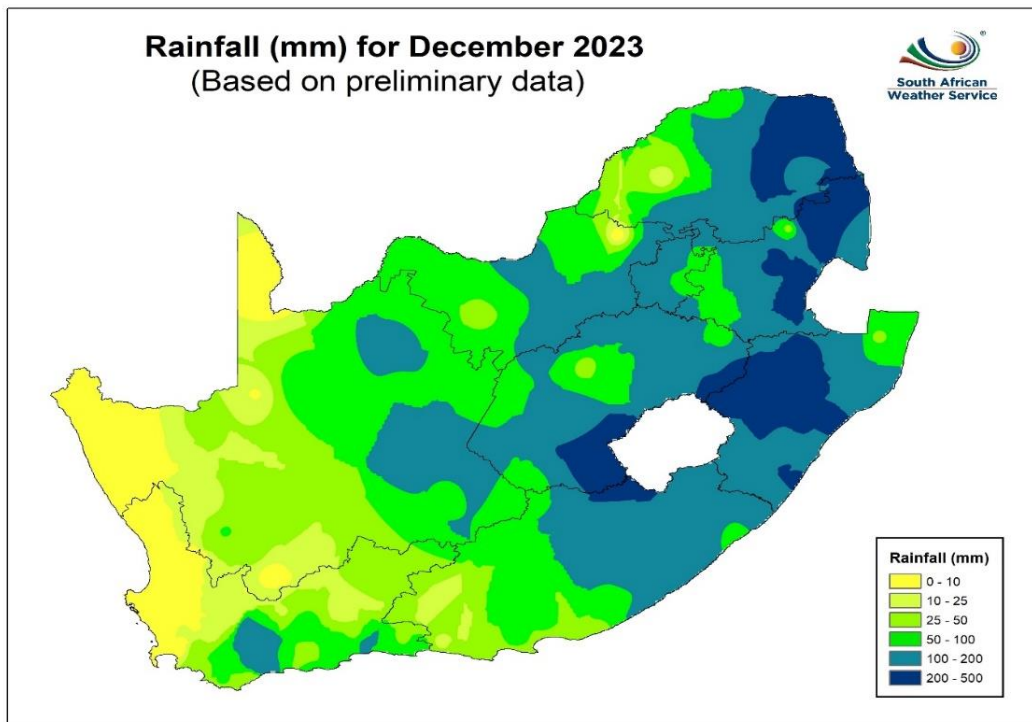 Rainfall (mm) for December 2023
(Based on preliminary data)
®
South African
Weather Service
Rainfall (mm)
0 - 10
10 - 25
25 - 50
50 - 100
100 - 200
200 - 500